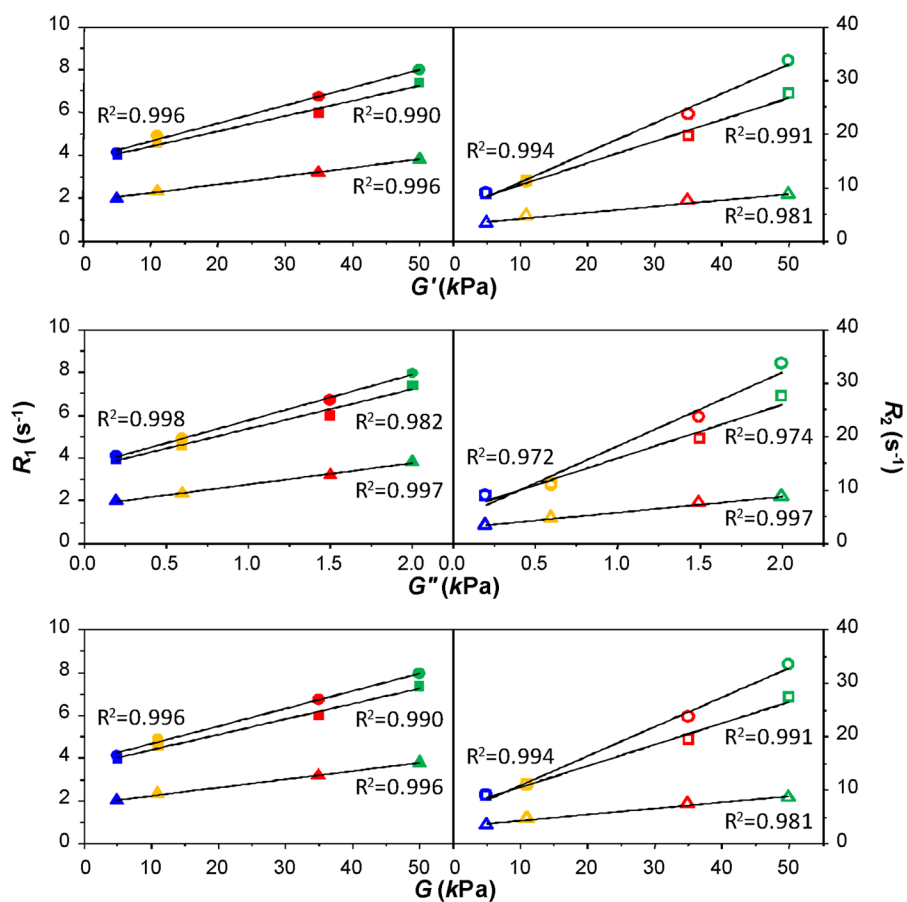 10
8
6
4
2
0
R²=0.996
R²=0.990
R²=0.996
R²=0.994
R²=0.991
R²=0.981
40
30
20
10
0
0 10 20 30 40 50 0 10 20 30 40 50
G' (kPa)
R₁ (s⁻¹)
10
8
6
4
2
0
R²=0.998
R²=0.982
R²=0.997
R²=0.972
R²=0.974
R²=0.997
40
30
20
10
0
R₂ (s⁻¹)
0.0 0.5 1.0 1.5 2.0 0.0 0.5 1.0 1.5 2.0
G" (kPa)
10
8
6
4
2
0
R²=0.996
R²=0.990
R²=0.996
R²=0.994
R²=0.991
R²=0.981
40
30
20
10
0
0 10 20 30 40 50 0 10 20 30 40 50
G (kPa)